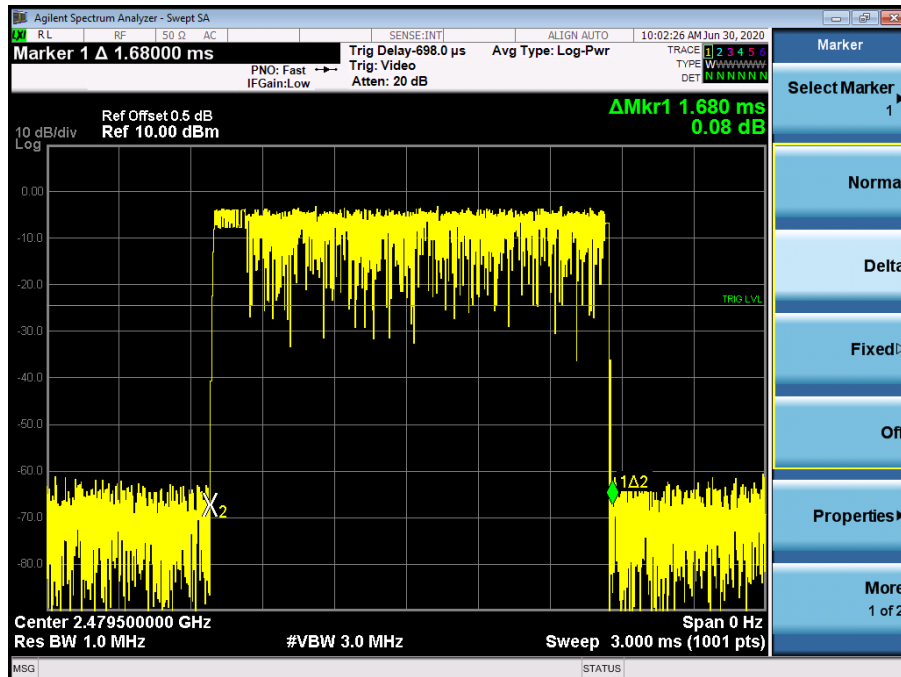 Agilent Spectrum Analyzer - Swept SA
LXI RL RF 50 Ω AC SENSE:INT ALIGN AUTO 10:02:26 AM Jun 30, 2020
Marker 1 Δ 1.68000 ms
PNO: Fast
IFGain:Low
Trig Delay-698.0 µs
Trig: Video
Atten: 20 dB
Avg Type: Log-Pwr
TRACE 1 2 3 4 5 6
TYPE WWWWWW
DET N N N N N N
Marker
Select Marker
1
Norma
Delta
Fixed
Off
Properties
More
1 of 2
ΔMkr1 1.680 ms
0.08 dB
Ref Offset 0.5 dB
10 dB/div Ref 10.00 dBm
Log
0.00
-10.0
-20.0
TRIG LVL
-30.0
-40.0
-50.0
-60.0
1Δ2
X2
-70.0
-80.0
Center 2.479500000 GHz Span 0 Hz
Res BW 1.0 MHz #VBW 3.0 MHz Sweep 3.000 ms (1001 pts)
MSG STATUS